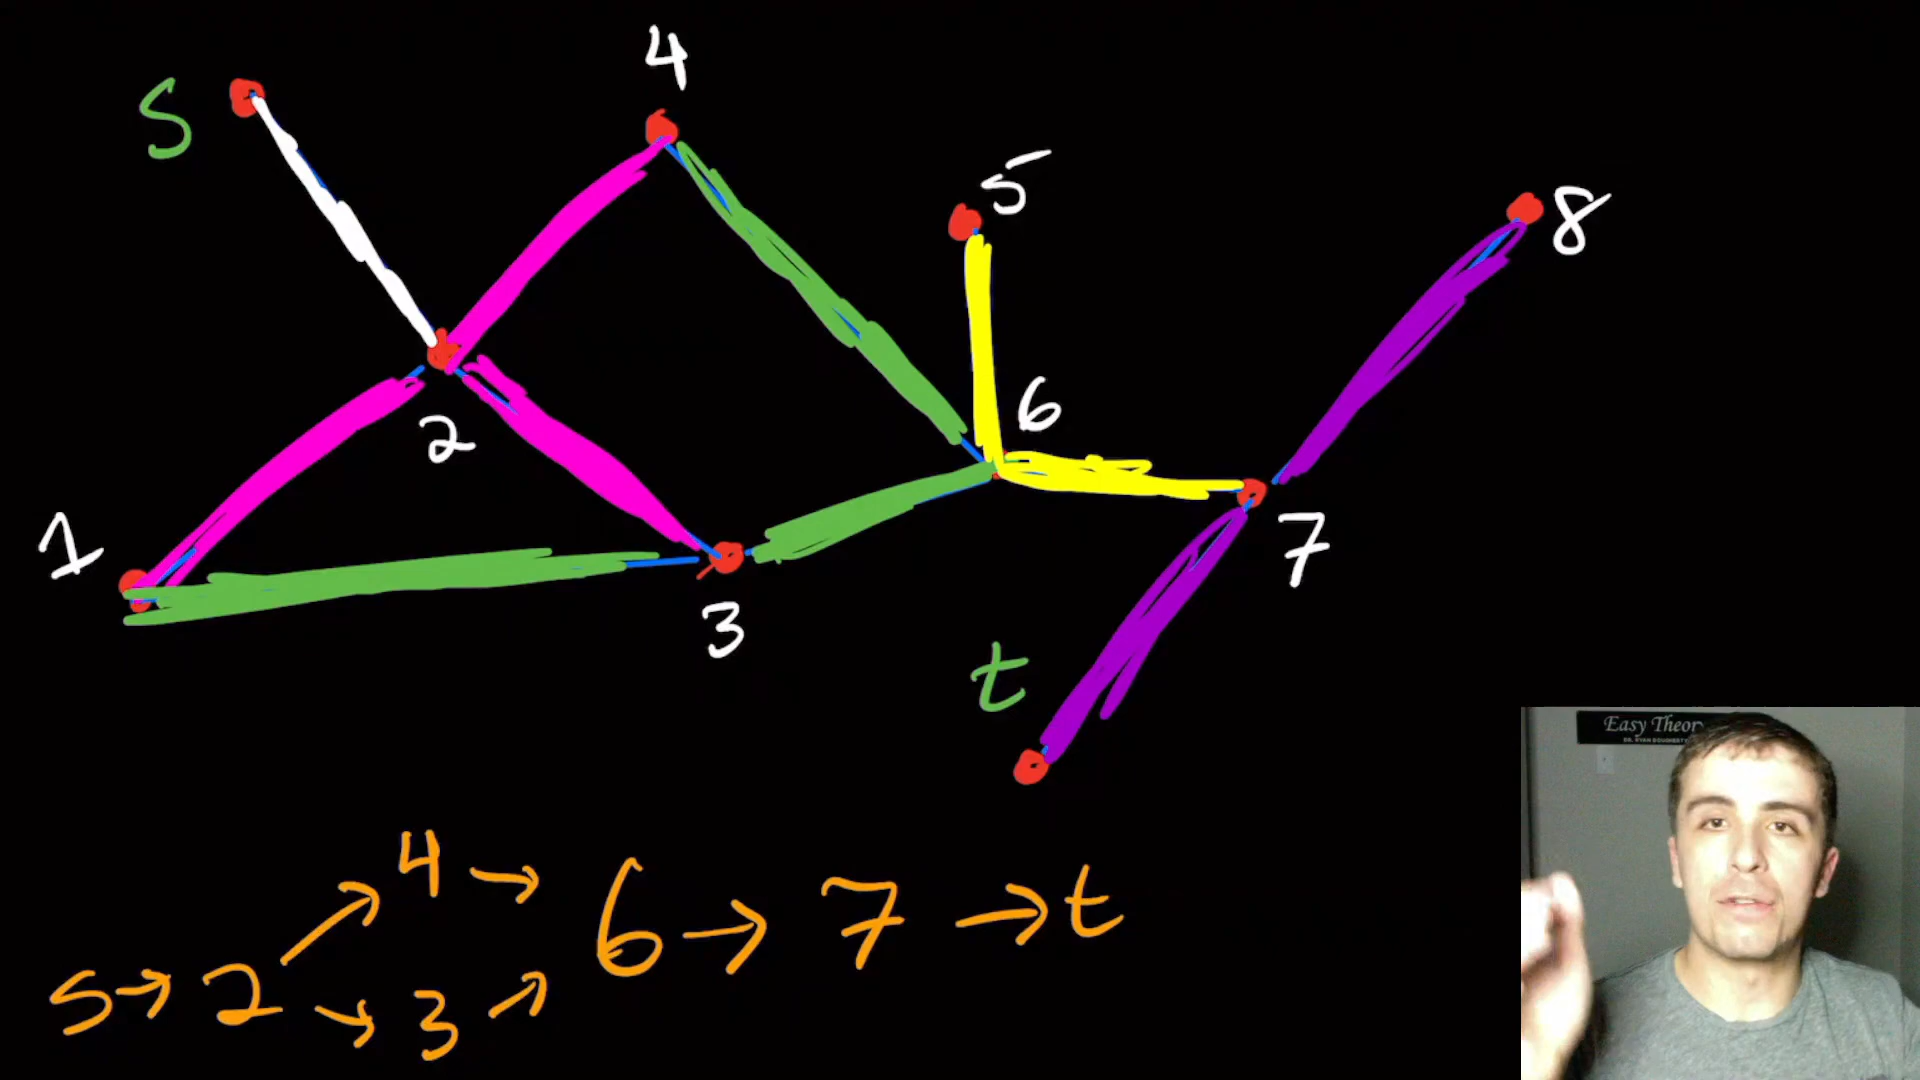 4
S
5
8
6
2
1
7
3
t
Easy Theory
4 →
s → 2 ↗ ↘ 6 → 7 → t
3 ↗